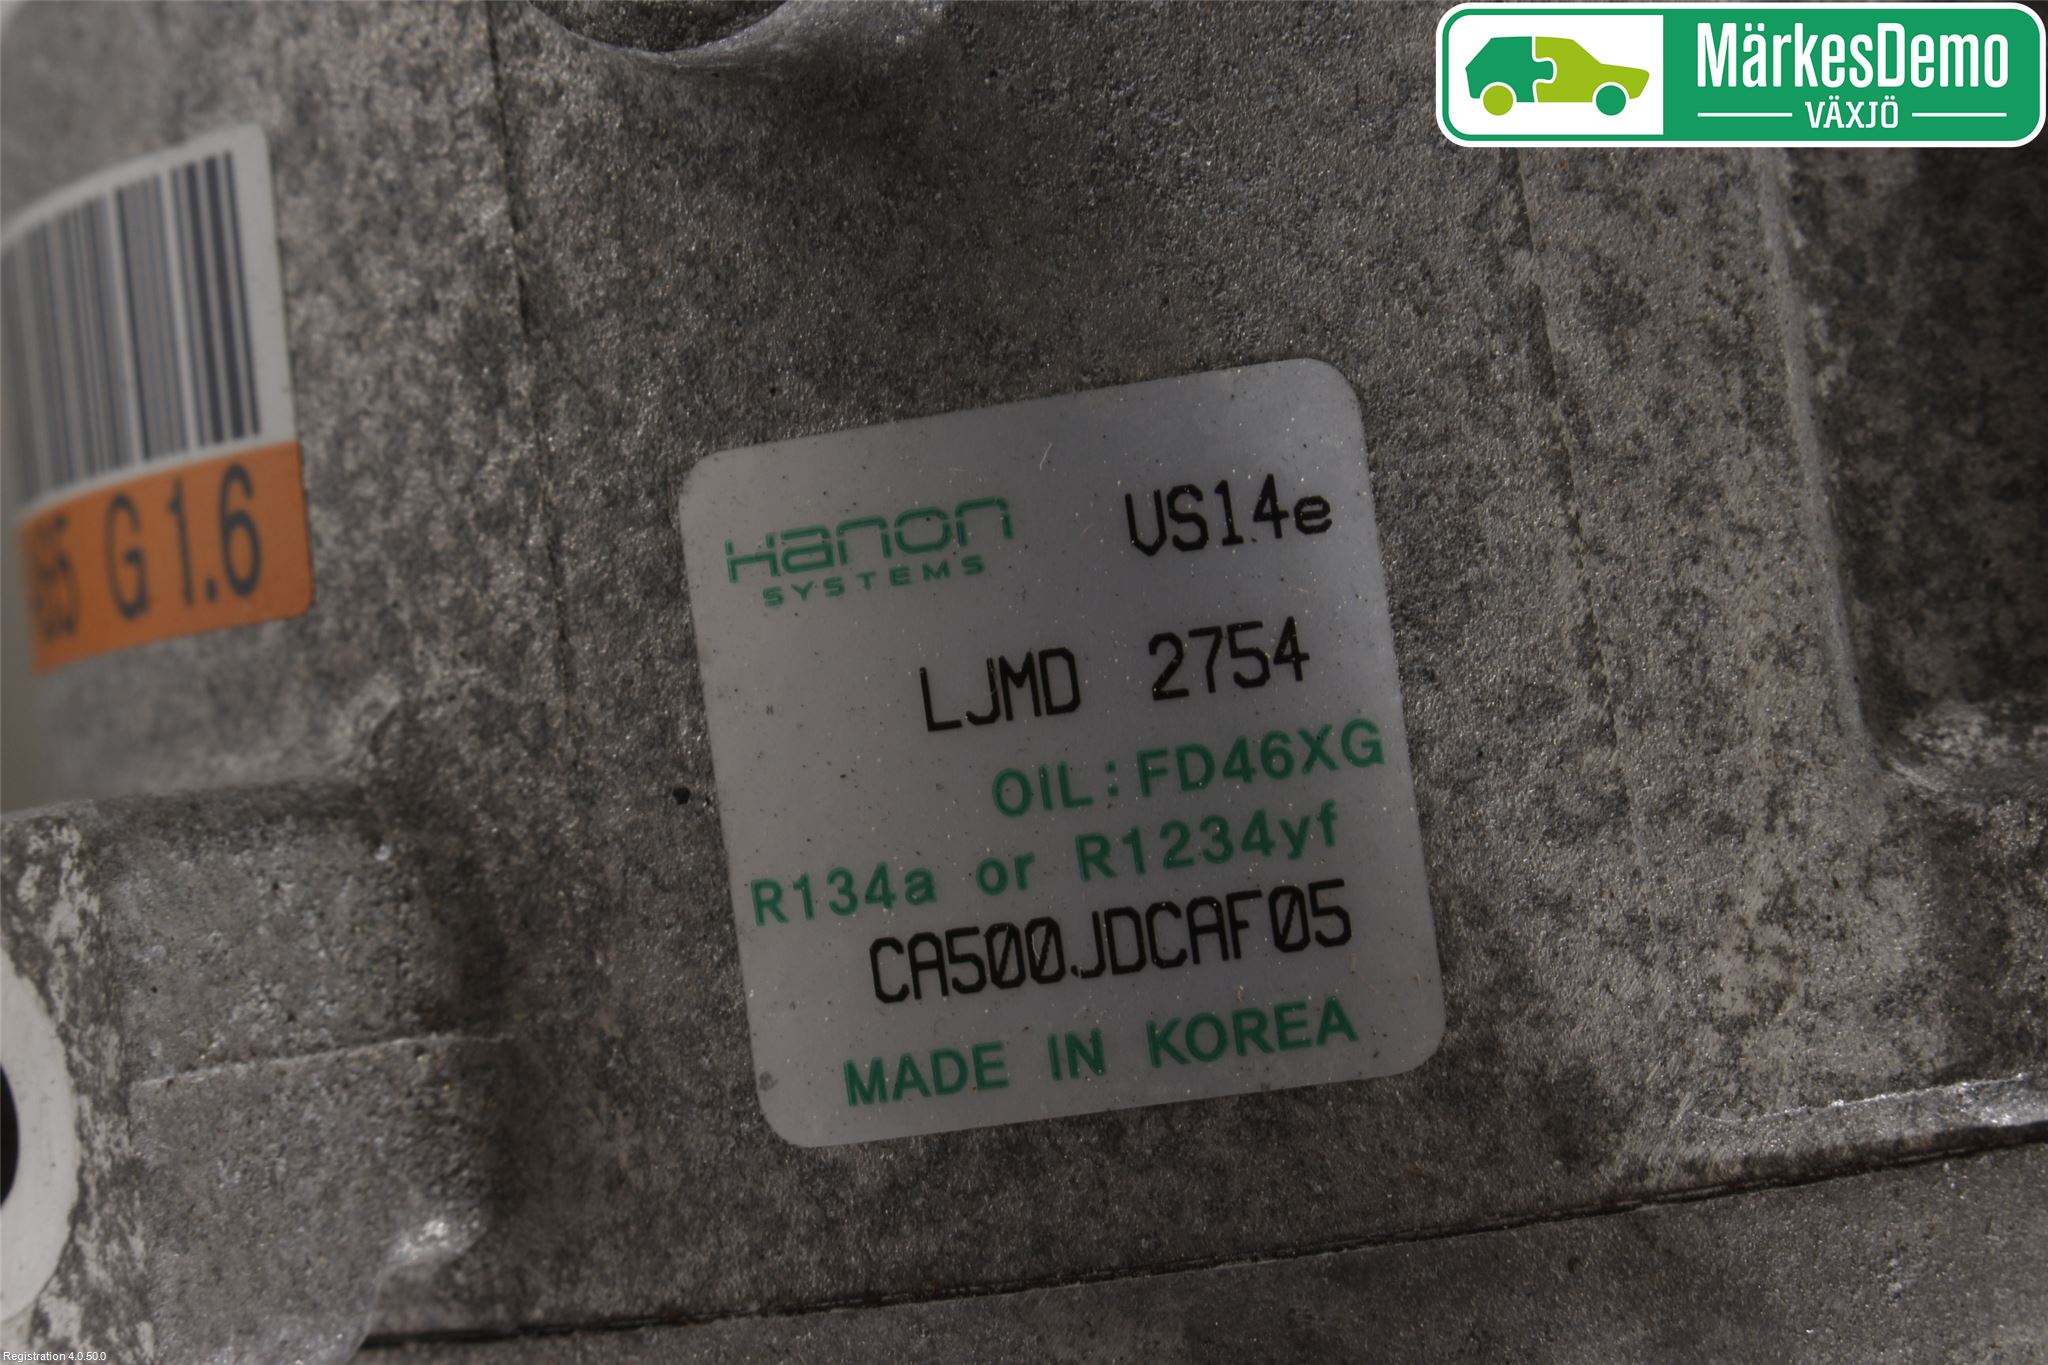 MärkesDemo
VÄXJÖ
G 1.6
Hanon
SYSTEMS
VS14e
LJMD 2754
OIL:FD46XG
R134a or R1234yf
CA500JDCAF05
MADE IN KOREA
Registration 4.0.50.0